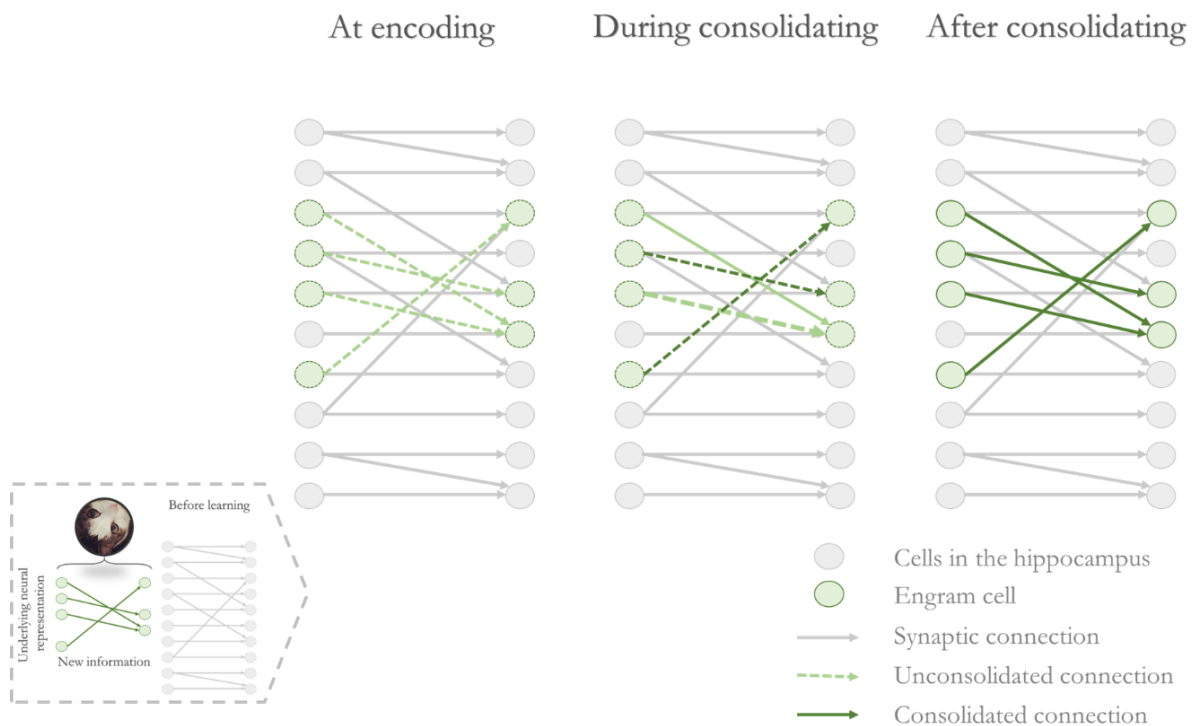 At encoding
During consolidating
After consolidating
Before learning
Underlying neural
representation
New information
Cells in the hippocampus
Engram cell
Synaptic connection
Unconsolidated connection
Consolidated connection